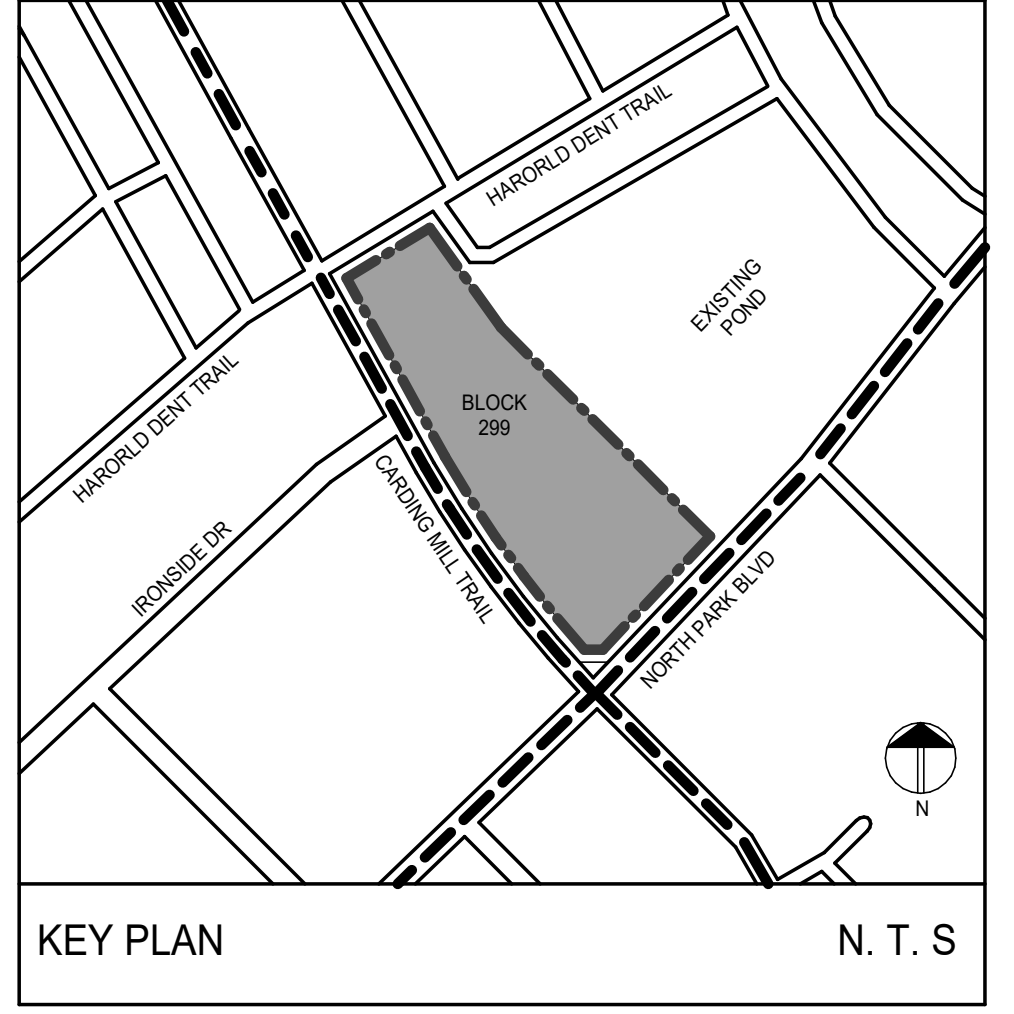 HARORLD DENT TRAIL
EXISTING
POND
BLOCK
299
HARORLD DENT TRAIL
CARDING MILL TRAIL
IRONSIDE DR
NORTH PARK BLVD
N
KEY PLAN
N. T. S